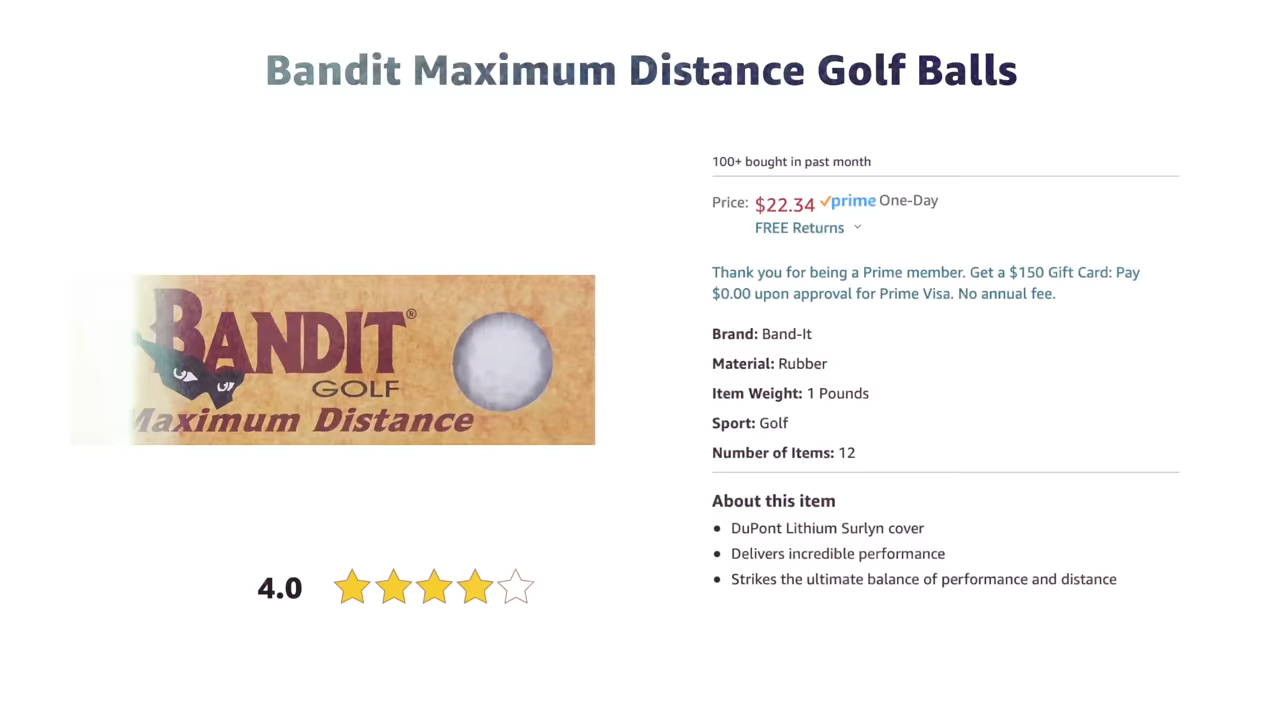 Bandit Maximum Distance Golf Balls
100+ bought in past month
Price: $22.34 prime One-Day
FREE Returns
Thank you for being a Prime member. Get a $150 Gift Card: Pay
$0.00 upon approval for Prime Visa. No annual fee.
Brand: Band-It
Material: Rubber
Item Weight: 1 Pounds
Sport: Golf
Number of Items: 12
About this item
• DuPont Lithium Surlyn cover
• Delivers incredible performance
• Strikes the ultimate balance of performance and distance
BANDIT®
GOLF
Maximum Distance
4.0